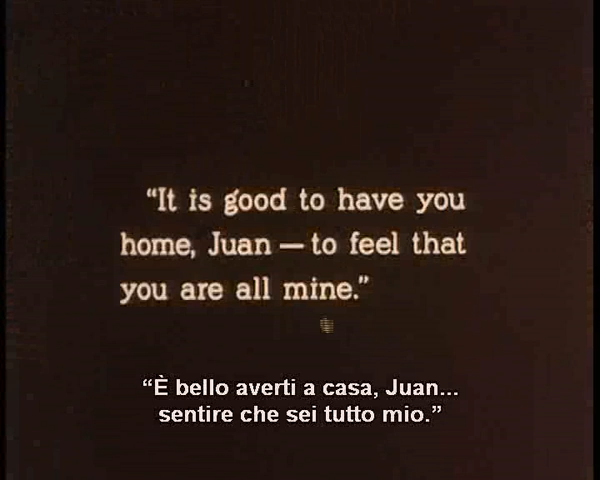 “It is good to have you
home, Juan — to feel that
you are all mine.”
“È bello averti a casa, Juan...
sentire che sei tutto mio.”